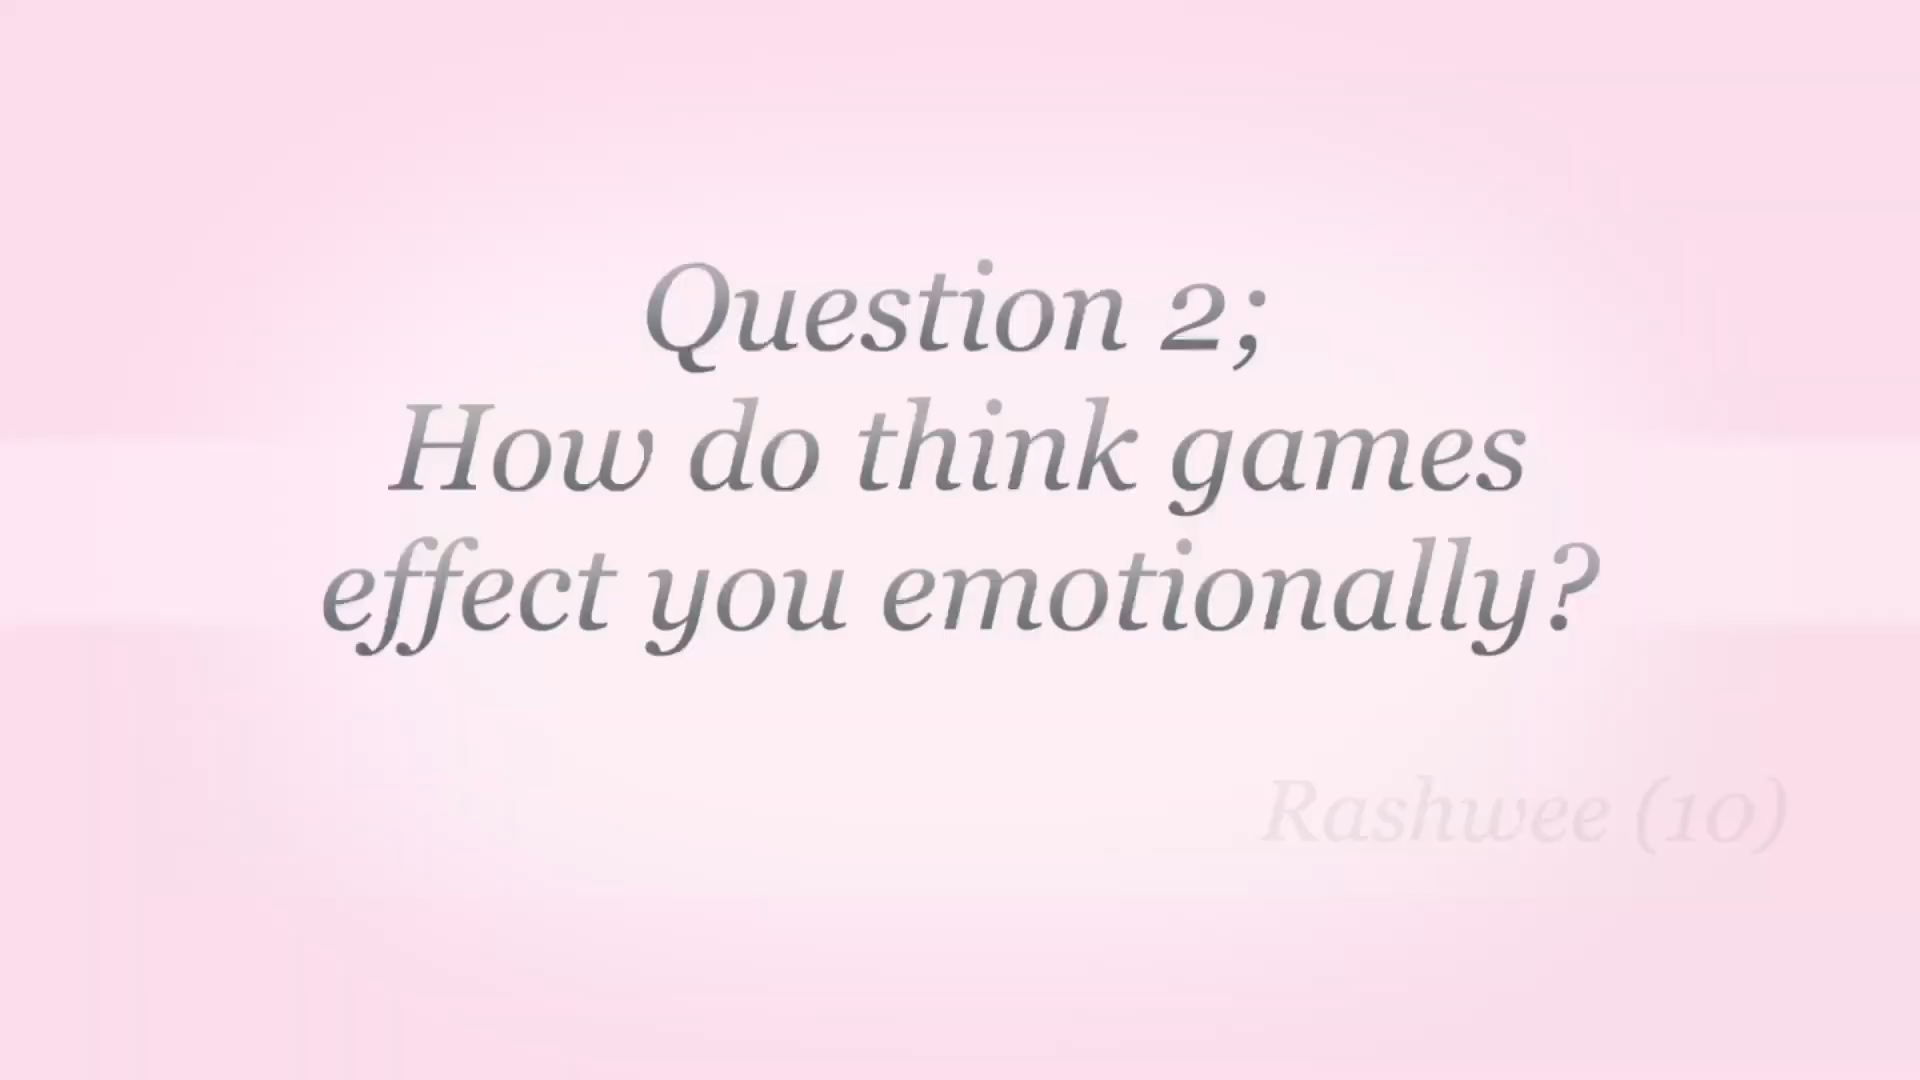 Question 2;
How do think games
effect you emotionally?
Rashwee (10)